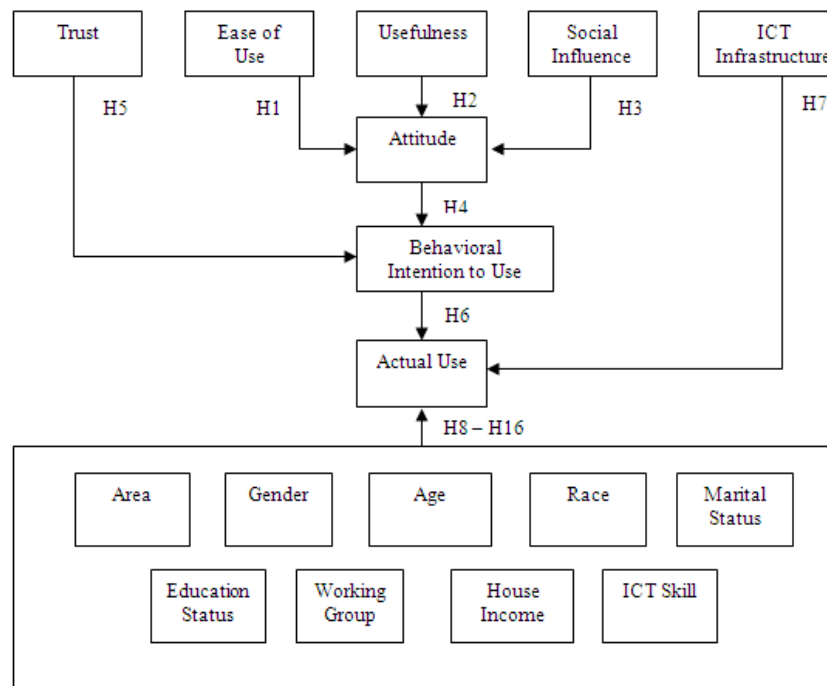 Trust
Ease of
Use
Usefulness
Social
Influence
ICT
Infrastructure
H5
H1
H2
H3
H7
Attitude
H4
Behavioral
Intention to Use
H6
Actual Use
H8 – H16
Area
Gender
Age
Race
Marital
Status
Education
Status
Working
Group
House
Income
ICT Skill